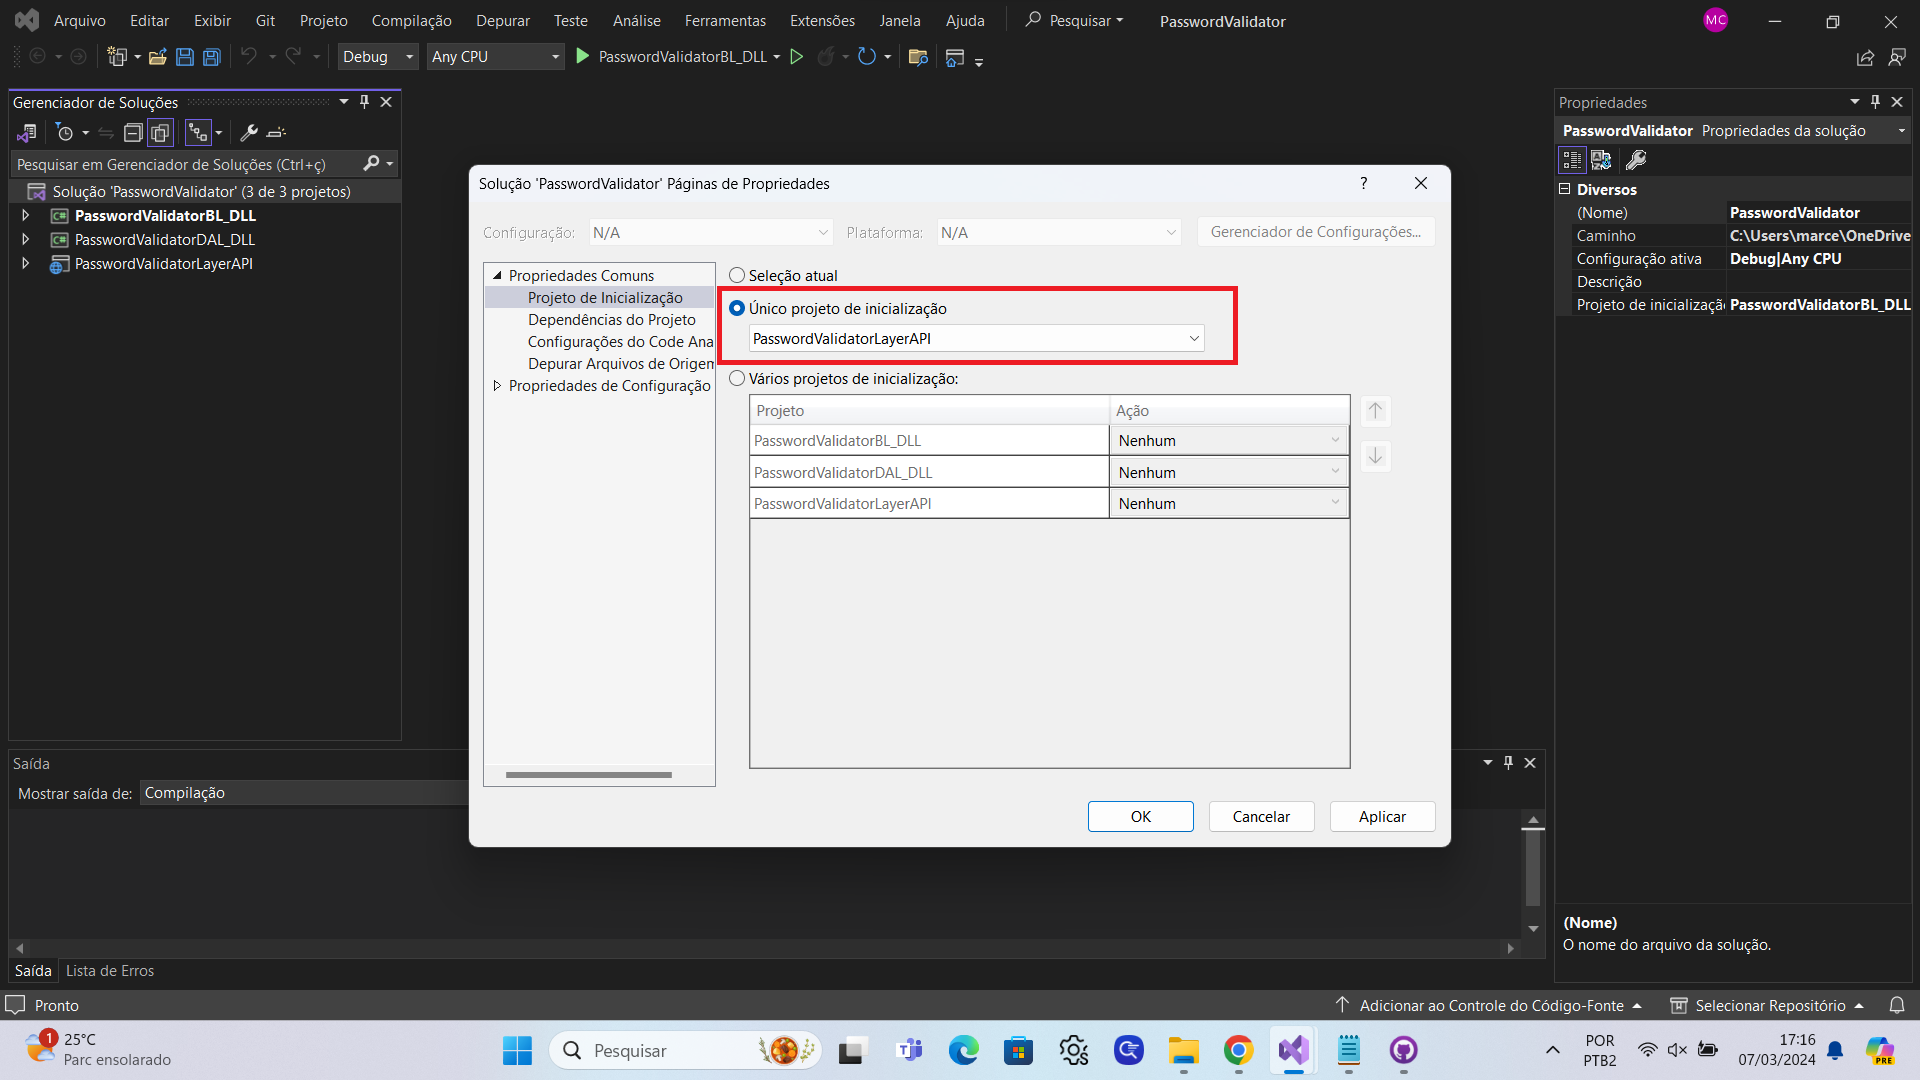 Arquivo Editar Exibir Git Projeto Compilação Depurar Teste Análise Ferramentas Extensões Janela Ajuda Pesquisar PasswordValidator MC
Debug Any CPU PasswordValidatorBL_DLL
Gerenciador de Soluções
Pesquisar em Gerenciador de Soluções (Ctrl+ç)
Solução 'PasswordValidator' (3 de 3 projetos)
C# PasswordValidatorBL_DLL
C# PasswordValidatorDAL_DLL
PasswordValidatorLayerAPI
Solução 'PasswordValidator' Páginas de Propriedades ?
Configuração: N/A Plataforma: N/A Gerenciador de Configurações...
Propriedades Comuns
Projeto de Inicialização
Dependências do Projeto
Configurações do Code Ana
Depurar Arquivos de Origem
Propriedades de Configuração
Seleção atual
Único projeto de inicialização
PasswordValidatorLayerAPI
Vários projetos de inicialização:
Projeto Ação
PasswordValidatorBL_DLL Nenhum
PasswordValidatorDAL_DLL Nenhum
PasswordValidatorLayerAPI Nenhum
OK Cancelar Aplicar
Propriedades
PasswordValidator Propriedades da solução
Diversos
(Nome) PasswordValidator
Caminho C:\Users\marce\OneDrive
Configuração ativa Debug|Any CPU
Descrição
Projeto de inicialização PasswordValidatorBL_DLL
(Nome)
O nome do arquivo da solução.
Saída
Mostrar saída de: Compilação
Saída Lista de Erros
Pronto Adicionar ao Controle do Código-Fonte Selecionar Repositório
1 25°C
Parc ensolarado
Pesquisar
POR
PTB2
17:16
07/03/2024
PRE